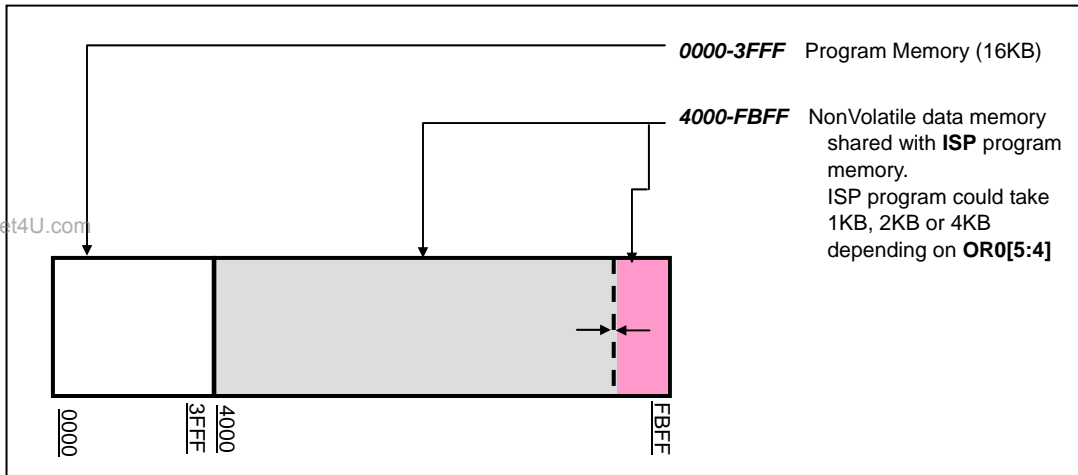 0000-3FFF Program Memory (16KB)
4000-FBFF NonVolatile data memory
shared with ISP program
memory.
ISP program could take
1KB, 2KB or 4KB
depending on OR0[5:4]
et4U.com
0000
3FFF
4000
FBFF